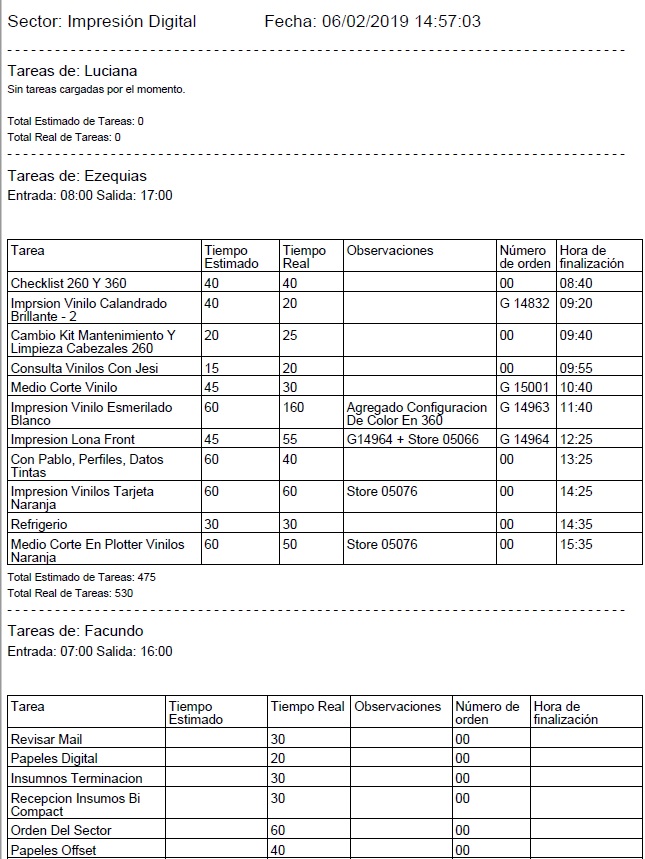 Sector: Impresión Digital Fecha: 06/02/2019 14:57:03
Tareas de: Luciana
Sin tareas cargadas por el momento.
Total Estimado de Tareas: 0
Total Real de Tareas: 0
Tareas de: Ezequias
Entrada: 08:00 Salida: 17:00
Tarea Tiempo Estimado Tiempo Real Observaciones Número de orden Hora de finalización
Checklist 260 Y 360 40 40 00 08:40
Imprsion Vinilo Calandrado Brillante - 2 40 20 G 14832 09:20
Cambio Kit Mantenimiento Y Limpieza Cabezales 260 20 25 00 09:40
Consulta Vinilos Con Jesi 15 20 00 09:55
Medio Corte Vinilo 45 30 G 15001 10:40
Impresion Vinilo Esmerilado Blanco 60 160 Agregado Configuracion De Color En 360 G 14963 11:40
Impresion Lona Front 45 55 G14964 + Store 05066 G 14964 12:25
Con Pablo, Perfiles, Datos Tintas 60 40 00 13:25
Impresion Vinilos Tarjeta Naranja 60 60 Store 05076 00 14:25
Refrigerio 30 30 00 14:35
Medio Corte En Plotter Vinilos Naranja 60 50 Store 05076 00 15:35
Total Estimado de Tareas: 475
Total Real de Tareas: 530
Tareas de: Facundo
Entrada: 07:00 Salida: 16:00
Tarea Tiempo Estimado Tiempo Real Observaciones Número de orden Hora de finalización
Revisar Mail 30 00
Papeles Digital 20 00
Insumnos Terminacion 30 00
Recepcion Insumos Bi Compact 30 00
Orden Del Sector 60 00
Papeles Offset 40 00